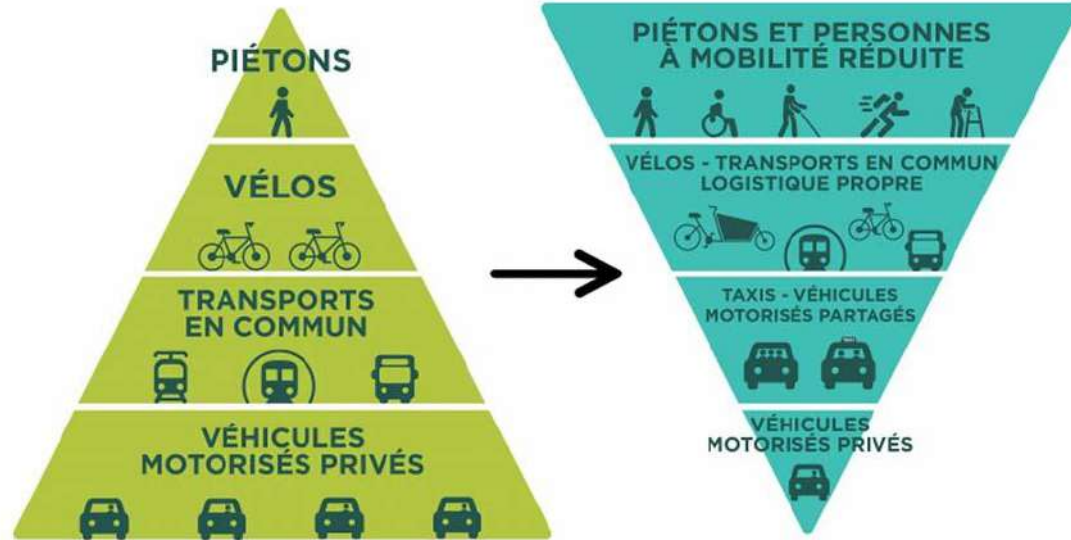 PIÉTONS
VÉLOS
TRANSPORTS
EN COMMUN
VÉHICULES
MOTORISÉS PRIVÉS
PIÉTONS ET PERSONNES
À MOBILITÉ RÉDUITE
VÉLOS - TRANSPORTS EN COMMUN
LOGISTIQUE PROPRE
TAXIS - VÉHICULES
MOTORISÉS PARTAGÉS
VÉHICULES
MOTORISÉS PRIVÉS